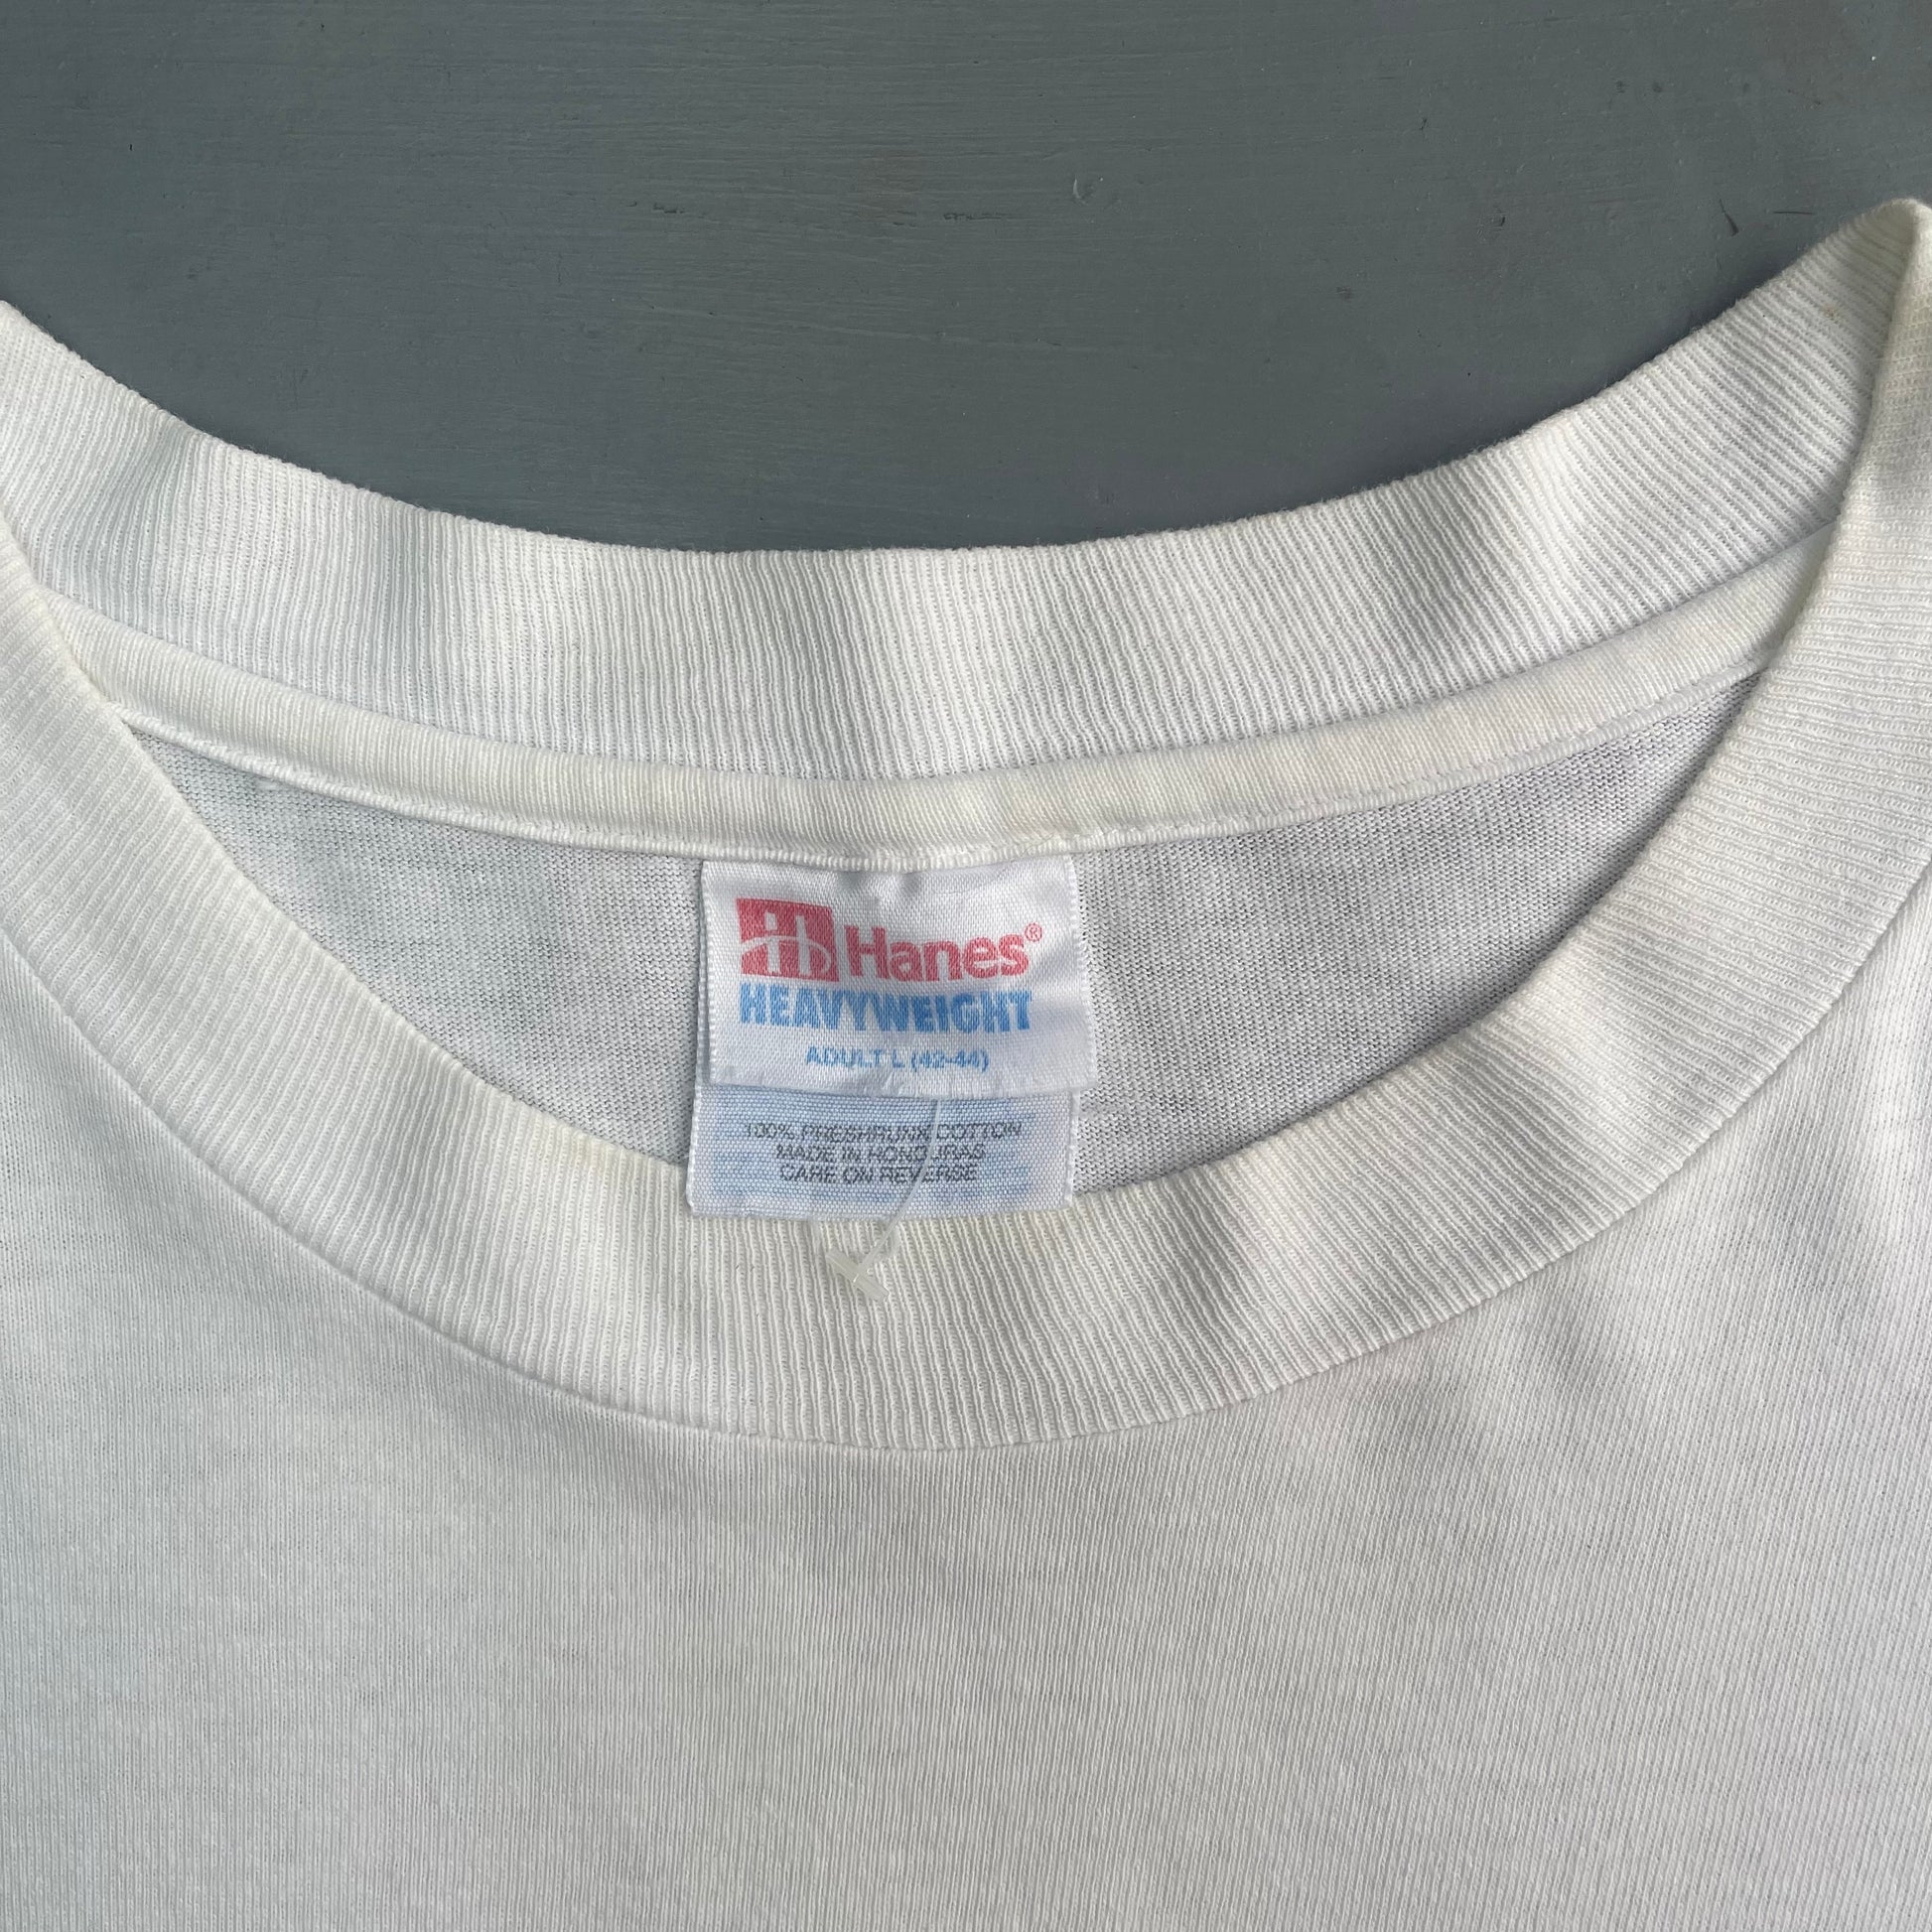 Hanes®
HEAVYWEIGHT
ADULT L (42-44)
100% PRESHRUNK COTTON
MADE IN HONDURAS
CARE ON REVERSE